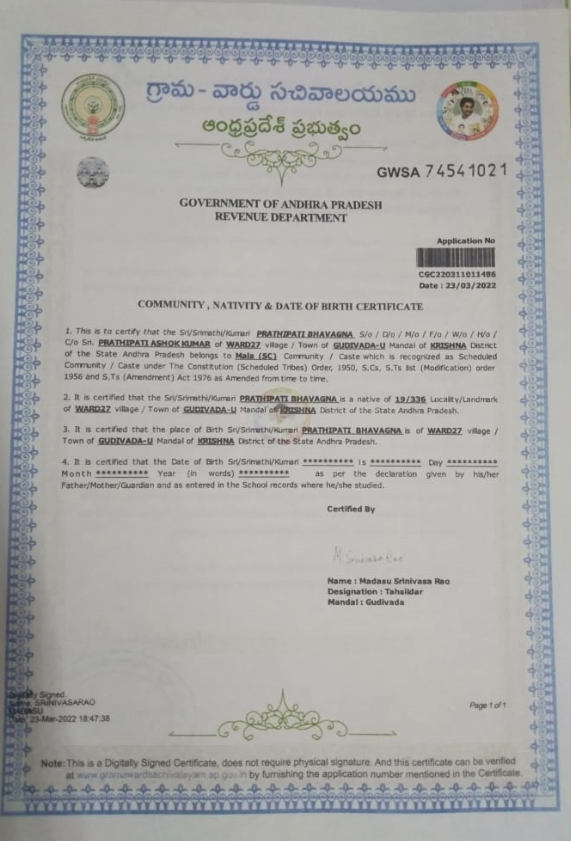 గ్రామ - వార్డు సచివాలయము
ఆంధ్రప్రదేశ్ ప్రభుత్వం
GWSA 74541021
GOVERNMENT OF ANDHRA PRADESH
REVENUE DEPARTMENT
Application No
CGC220311011486
Date : 23/03/2022
COMMUNITY , NATIVITY & DATE OF BIRTH CERTIFICATE
1. This is to certify that the Sri/Srimathi/Kumari PRATHIPATI BHAVAGNA, S/o / D/o / M/o / F/o / W/o / H/o /
C/o Sri. PRATHIPATI ASHOK KUMAR of WARD27 village / Town of GUDIVADA-U Mandal of KRISHNA District
of the State Andhra Pradesh belongs to Mala (SC) Community / Caste which is recognized as Scheduled
Community / Caste under The Constitution (Scheduled Tribes) Order, 1950, S.Cs, S.Ts list (Modification) order
1956 and S.Ts (Amendment) Act 1976 as Amended from time to time.
2. It is certified that the Sri/Srimathi/Kumari PRATHIPATI BHAVAGNA is a native of 19/336 Locality/Landmark
of WARD27 village / Town of GUDIVADA-U Mandal of KRISHNA District of the State Andhra Pradesh.
3. It is certified that the place of Birth Sri/Srimathi/Kumari PRATHIPATI BHAVAGNA is of WARD27 village /
Town of GUDIVADA-U Mandal of KRISHNA District of the State Andhra Pradesh.
4. It is certified that the Date of Birth Sri/Srimathi/Kumari ********** is ********** Day **********
Month ********** Year (in words) ********** as per the declaration given by his/her
Father/Mother/Guardian and as entered in the School records where he/she studied.
Certified By
M. Srinivasa Rao
Name : Madasu Srinivasa Rao
Designation : Tahsildar
Mandal : Gudivada
Signed.
SRINIVASARAO
MADASU
23-Mar-2022 18:47:38
Page 1 of 1
Note: This is a Digitally Signed Certificate, does not require physical signature. And this certificate can be verified
at www.gramawardsachivalayam.ap.gov.in by furnishing the application number mentioned in the Certificate.